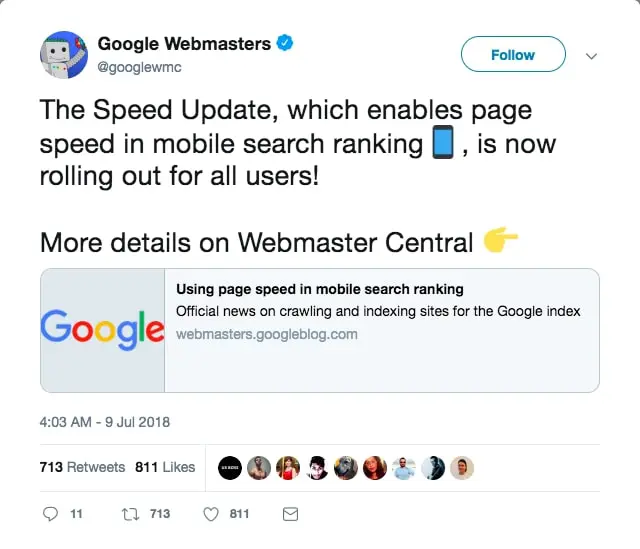 Google Webmasters
@googlewmc
Follow
The Speed Update, which enables page
speed in mobile search ranking 📱 , is now
rolling out for all users!
More details on Webmaster Central 👉
Google
Using page speed in mobile search ranking
Official news on crawling and indexing sites for the Google index
webmasters.googleblog.com
4:03 AM - 9 Jul 2018
713 Retweets 811 Likes
11 713 811